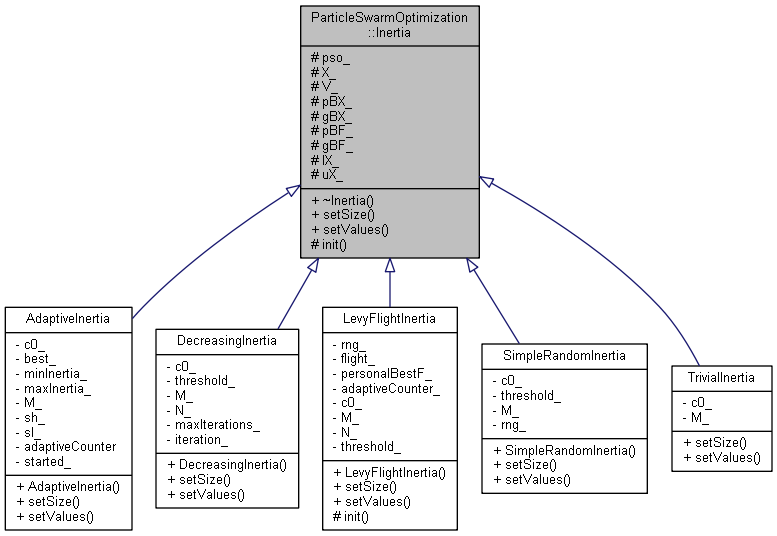 ParticleSwarmOptimization
::Inertia
# pso_
# X_
# V_
# pBX_
# gBX_
# pBF_
# gBF_
# lX_
# uX_
+ ~Inertia()
+ setSize()
+ setValues()
# init()
AdaptiveInertia
- c0_
- best_
- minInertia_
- maxInertia_
- M_
- sh_
- sl_
- adaptiveCounter
- started_
+ AdaptiveInertia()
+ setSize()
+ setValues()
DecreasingInertia
- c0_
- threshold_
- M_
- N_
- maxIterations_
- iteration_
+ DecreasingInertia()
+ setSize()
+ setValues()
LevyFlightInertia
- rng_
- flight_
- personalBestF_
- adaptiveCounter_
- c0_
- M_
- N_
- threshold_
+ LevyFlightInertia()
+ setSize()
+ setValues()
# init()
SimpleRandomInertia
- c0_
- threshold_
- M_
- rng_
+ SimpleRandomInertia()
+ setSize()
+ setValues()
TrivialInertia
- c0_
- M_
+ setSize()
+ setValues()